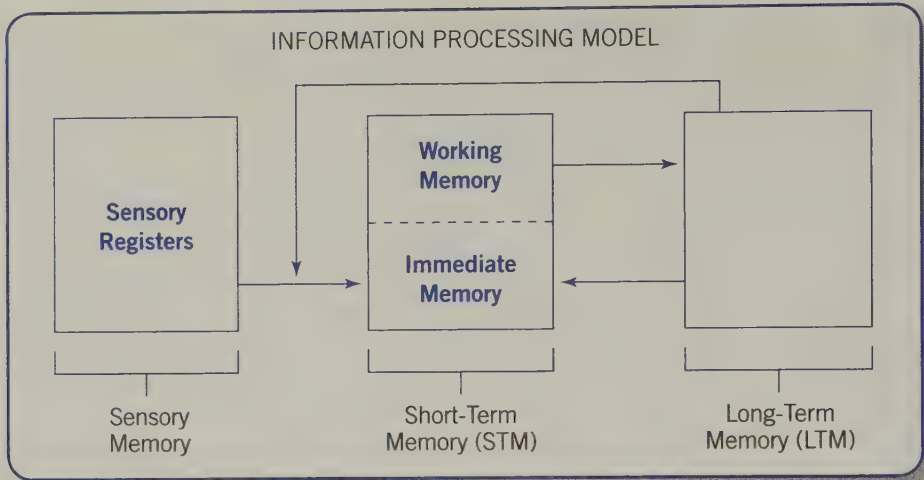 INFORMATION PROCESSING MODEL
Sensory
Registers
Working
Memory
Immediate
Memory
Sensory
Memory
Short-Term
Memory (STM)
Long-Term
Memory (LTM)